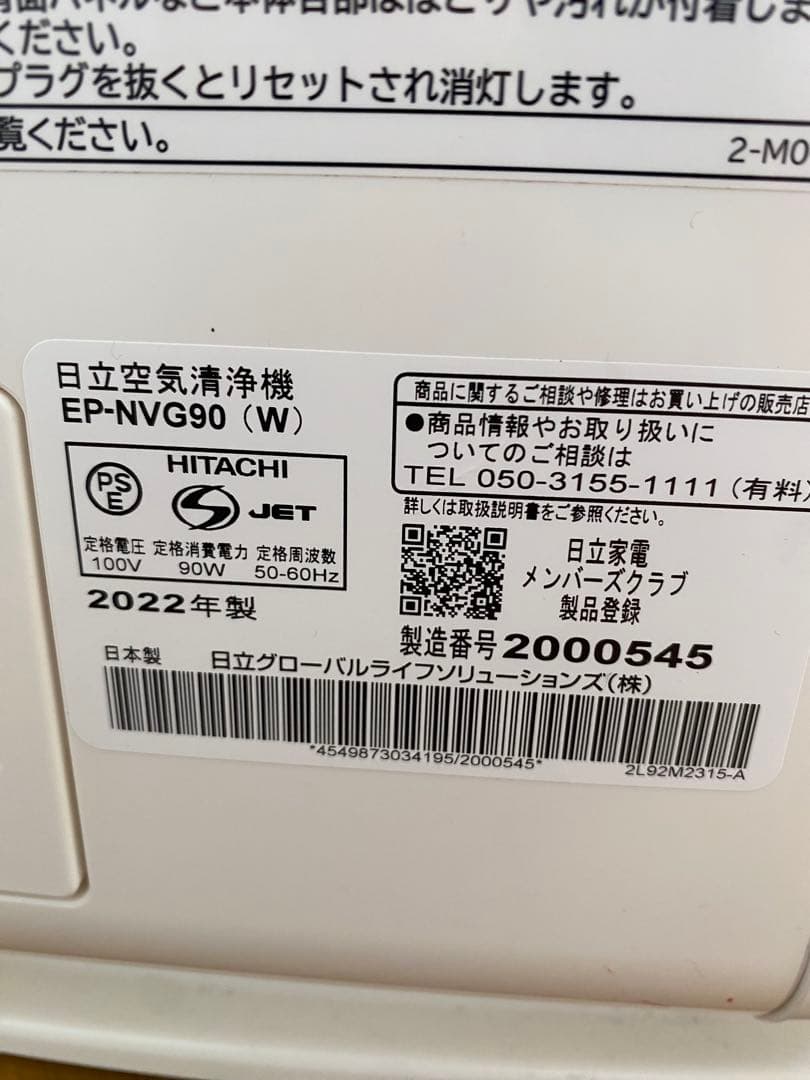 ください。
プラグを抜くとリセットされ消灯します。
覧ください。
2-M0
日立空気清浄機
EP-NVG90（W）
PS
E
HITACHI
JET
定格電圧 定格消費電力 定格周波数
100V 90W 50-60Hz
2022年製
商品に関するご相談や修理はお買い上げの販売店
●商品情報やお取り扱いに
ついてのご相談は
TEL 050-3155-1111（有料）
詳しくは取扱説明書をご参照ください。
日立家電
メンバーズクラブ
製品登録
製造番号 2000545
日本製 日立グローバルライフソリューションズ（株）
*4549873034195/2000545*
2L92M2315-A